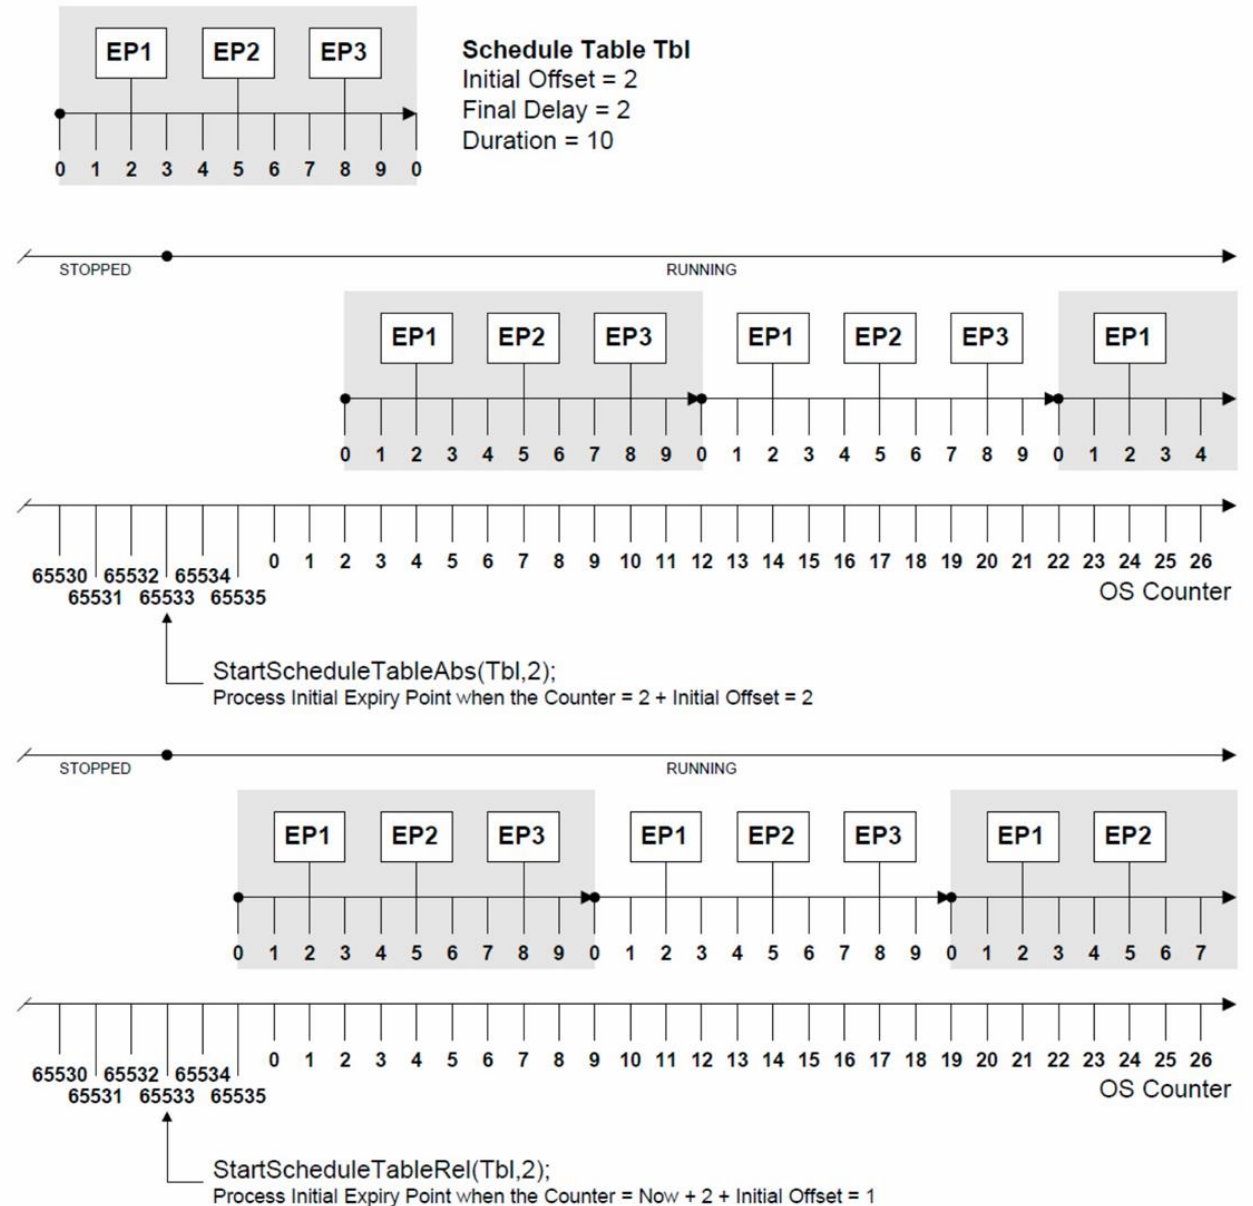 EP1 EP2 EP3
Schedule Table Tbl
Initial Offset = 2
Final Delay = 2
Duration = 10
0 1 2 3 4 5 6 7 8 9 0
STOPPED RUNNING
EP1 EP2 EP3 EP1 EP2 EP3 EP1
0 1 2 3 4 5 6 7 8 9 0 1 2 3 4 5 6 7 8 9 0 1 2 3 4
0 1 2 3 4 5 6 7 8 9 10 11 12 13 14 15 16 17 18 19 20 21 22 23 24 25 26
65530 65532 65534
65531 65533 65535
OS Counter
StartScheduleTableAbs(Tbl,2);
Process Initial Expiry Point when the Counter = 2 + Initial Offset = 2
STOPPED RUNNING
EP1 EP2 EP3 EP1 EP2 EP3 EP1 EP2
0 1 2 3 4 5 6 7 8 9 0 1 2 3 4 5 6 7 8 9 0 1 2 3 4 5 6 7
0 1 2 3 4 5 6 7 8 9 10 11 12 13 14 15 16 17 18 19 20 21 22 23 24 25 26
65530 65532 65534
65531 65533 65535
OS Counter
StartScheduleTableRel(Tbl,2);
Process Initial Expiry Point when the Counter = Now + 2 + Initial Offset = 1